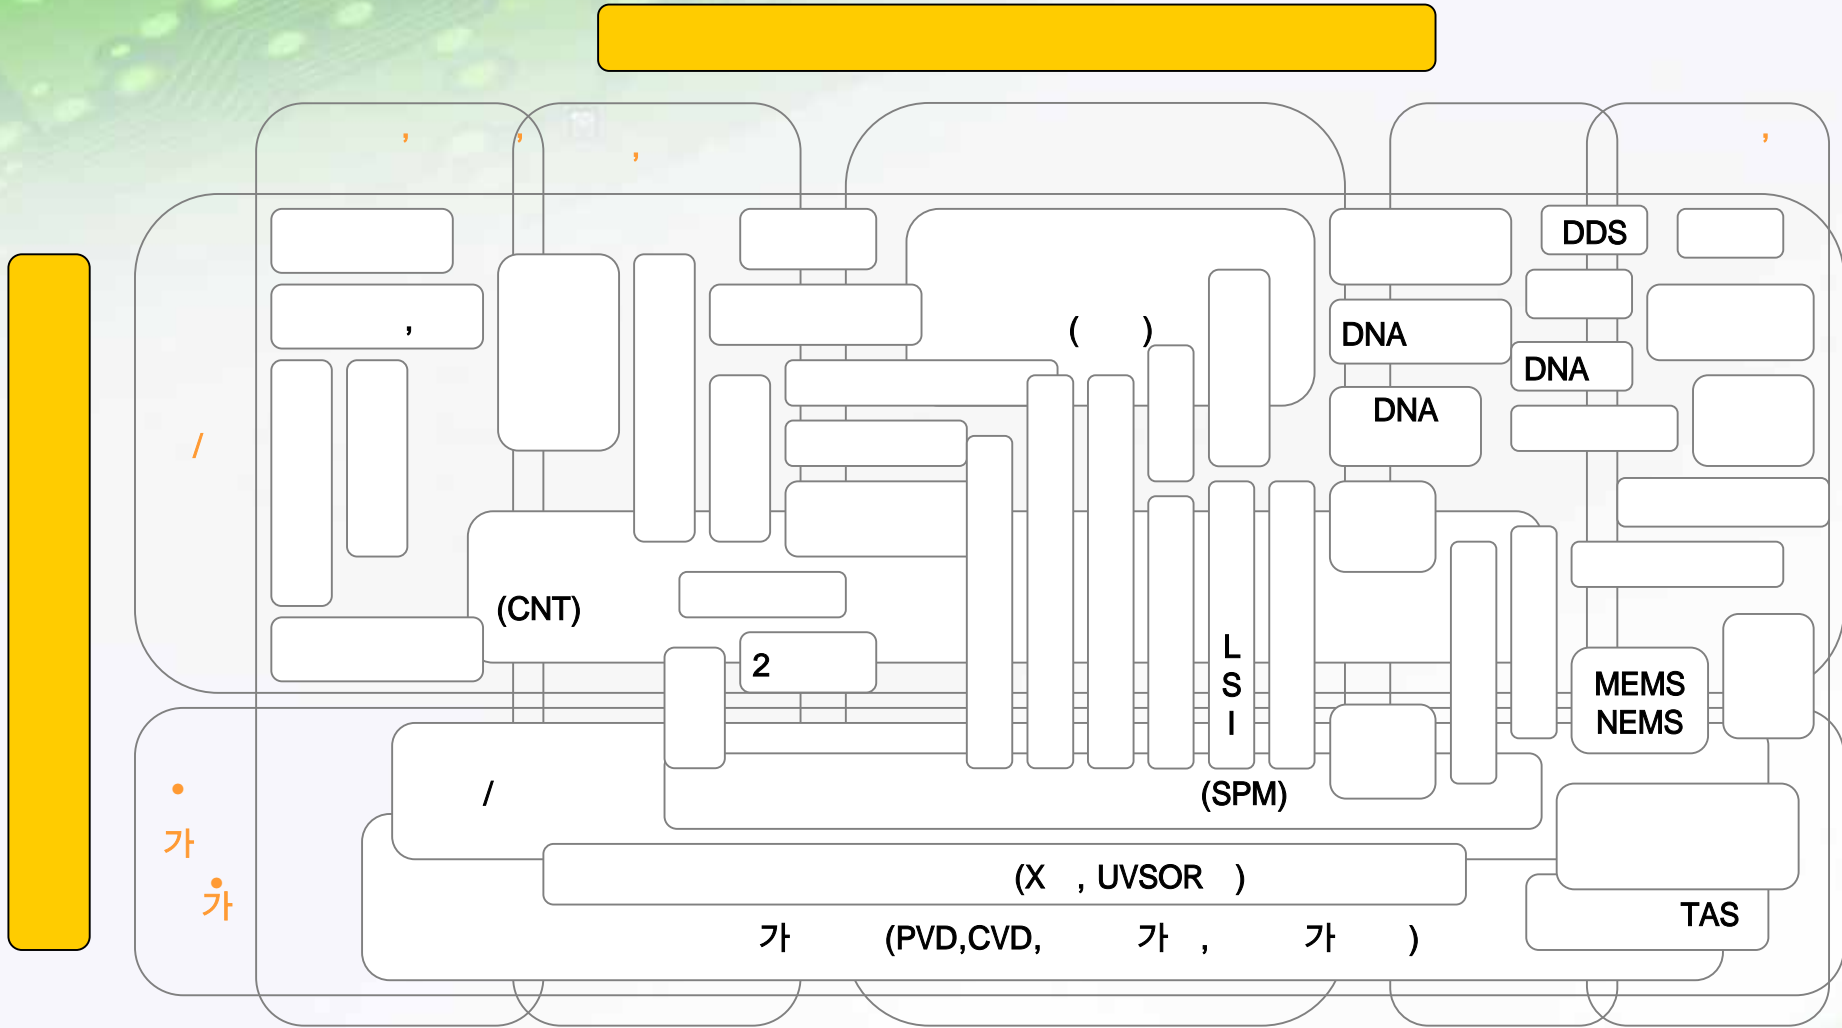 , , ,
,
DDS
,
( )
DNA
DNA
DNA
/
(CNT)
2
L
S
I
MEMS
NEMS
•
가
•
가
/
(SPM)
(X , UVSOR )
TAS
가 (PVD,CVD, 가 , 가 )